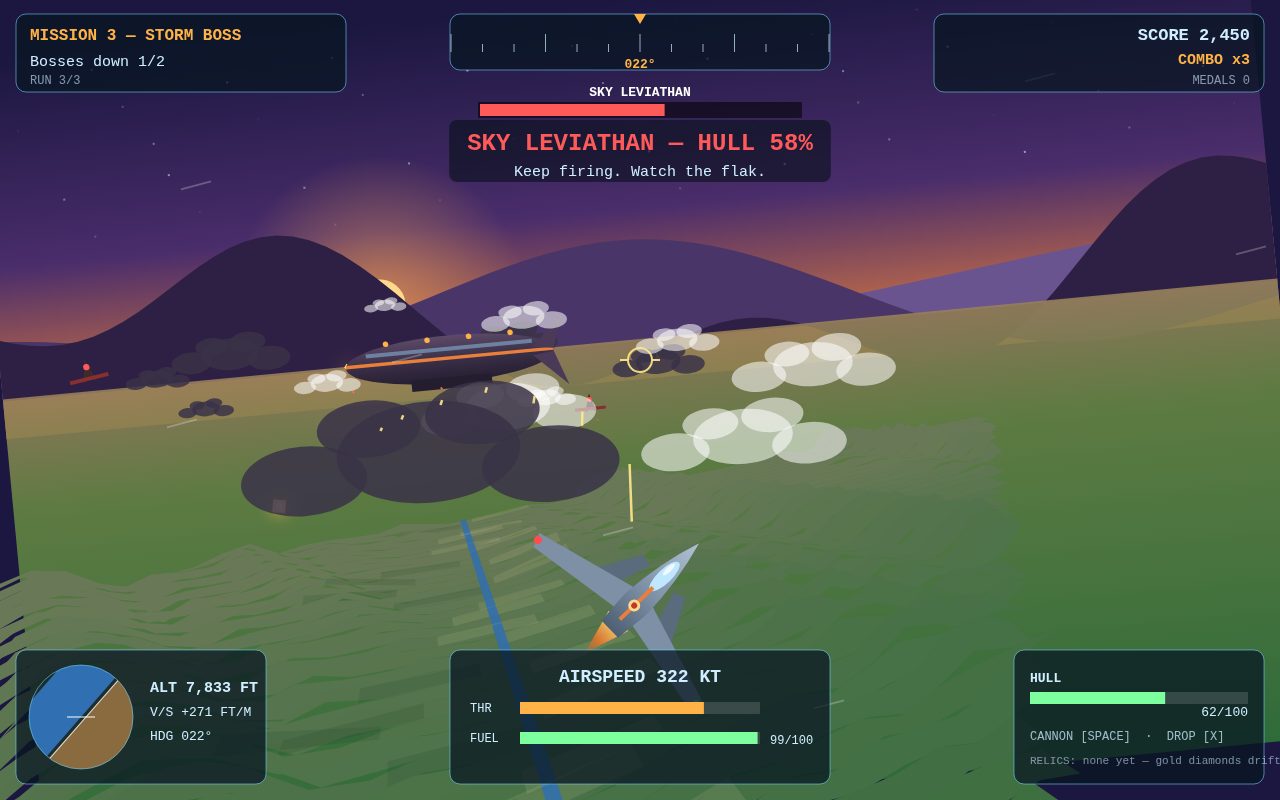 MISSION 3 — STORM BOSS
Bosses down 1/2
RUN 3/3
022°
SCORE 2,450
COMBO x3
MEDALS 0
SKY LEVIATHAN
SKY LEVIATHAN — HULL 58%
Keep firing. Watch the flak.
ALT 7,833 FT
V/S +271 FT/M
HDG 022°
AIRSPEED 322 KT
THR
FUEL
99/100
HULL
62/100
CANNON [SPACE] · DROP [X]
RELICS: none yet — gold diamonds drift